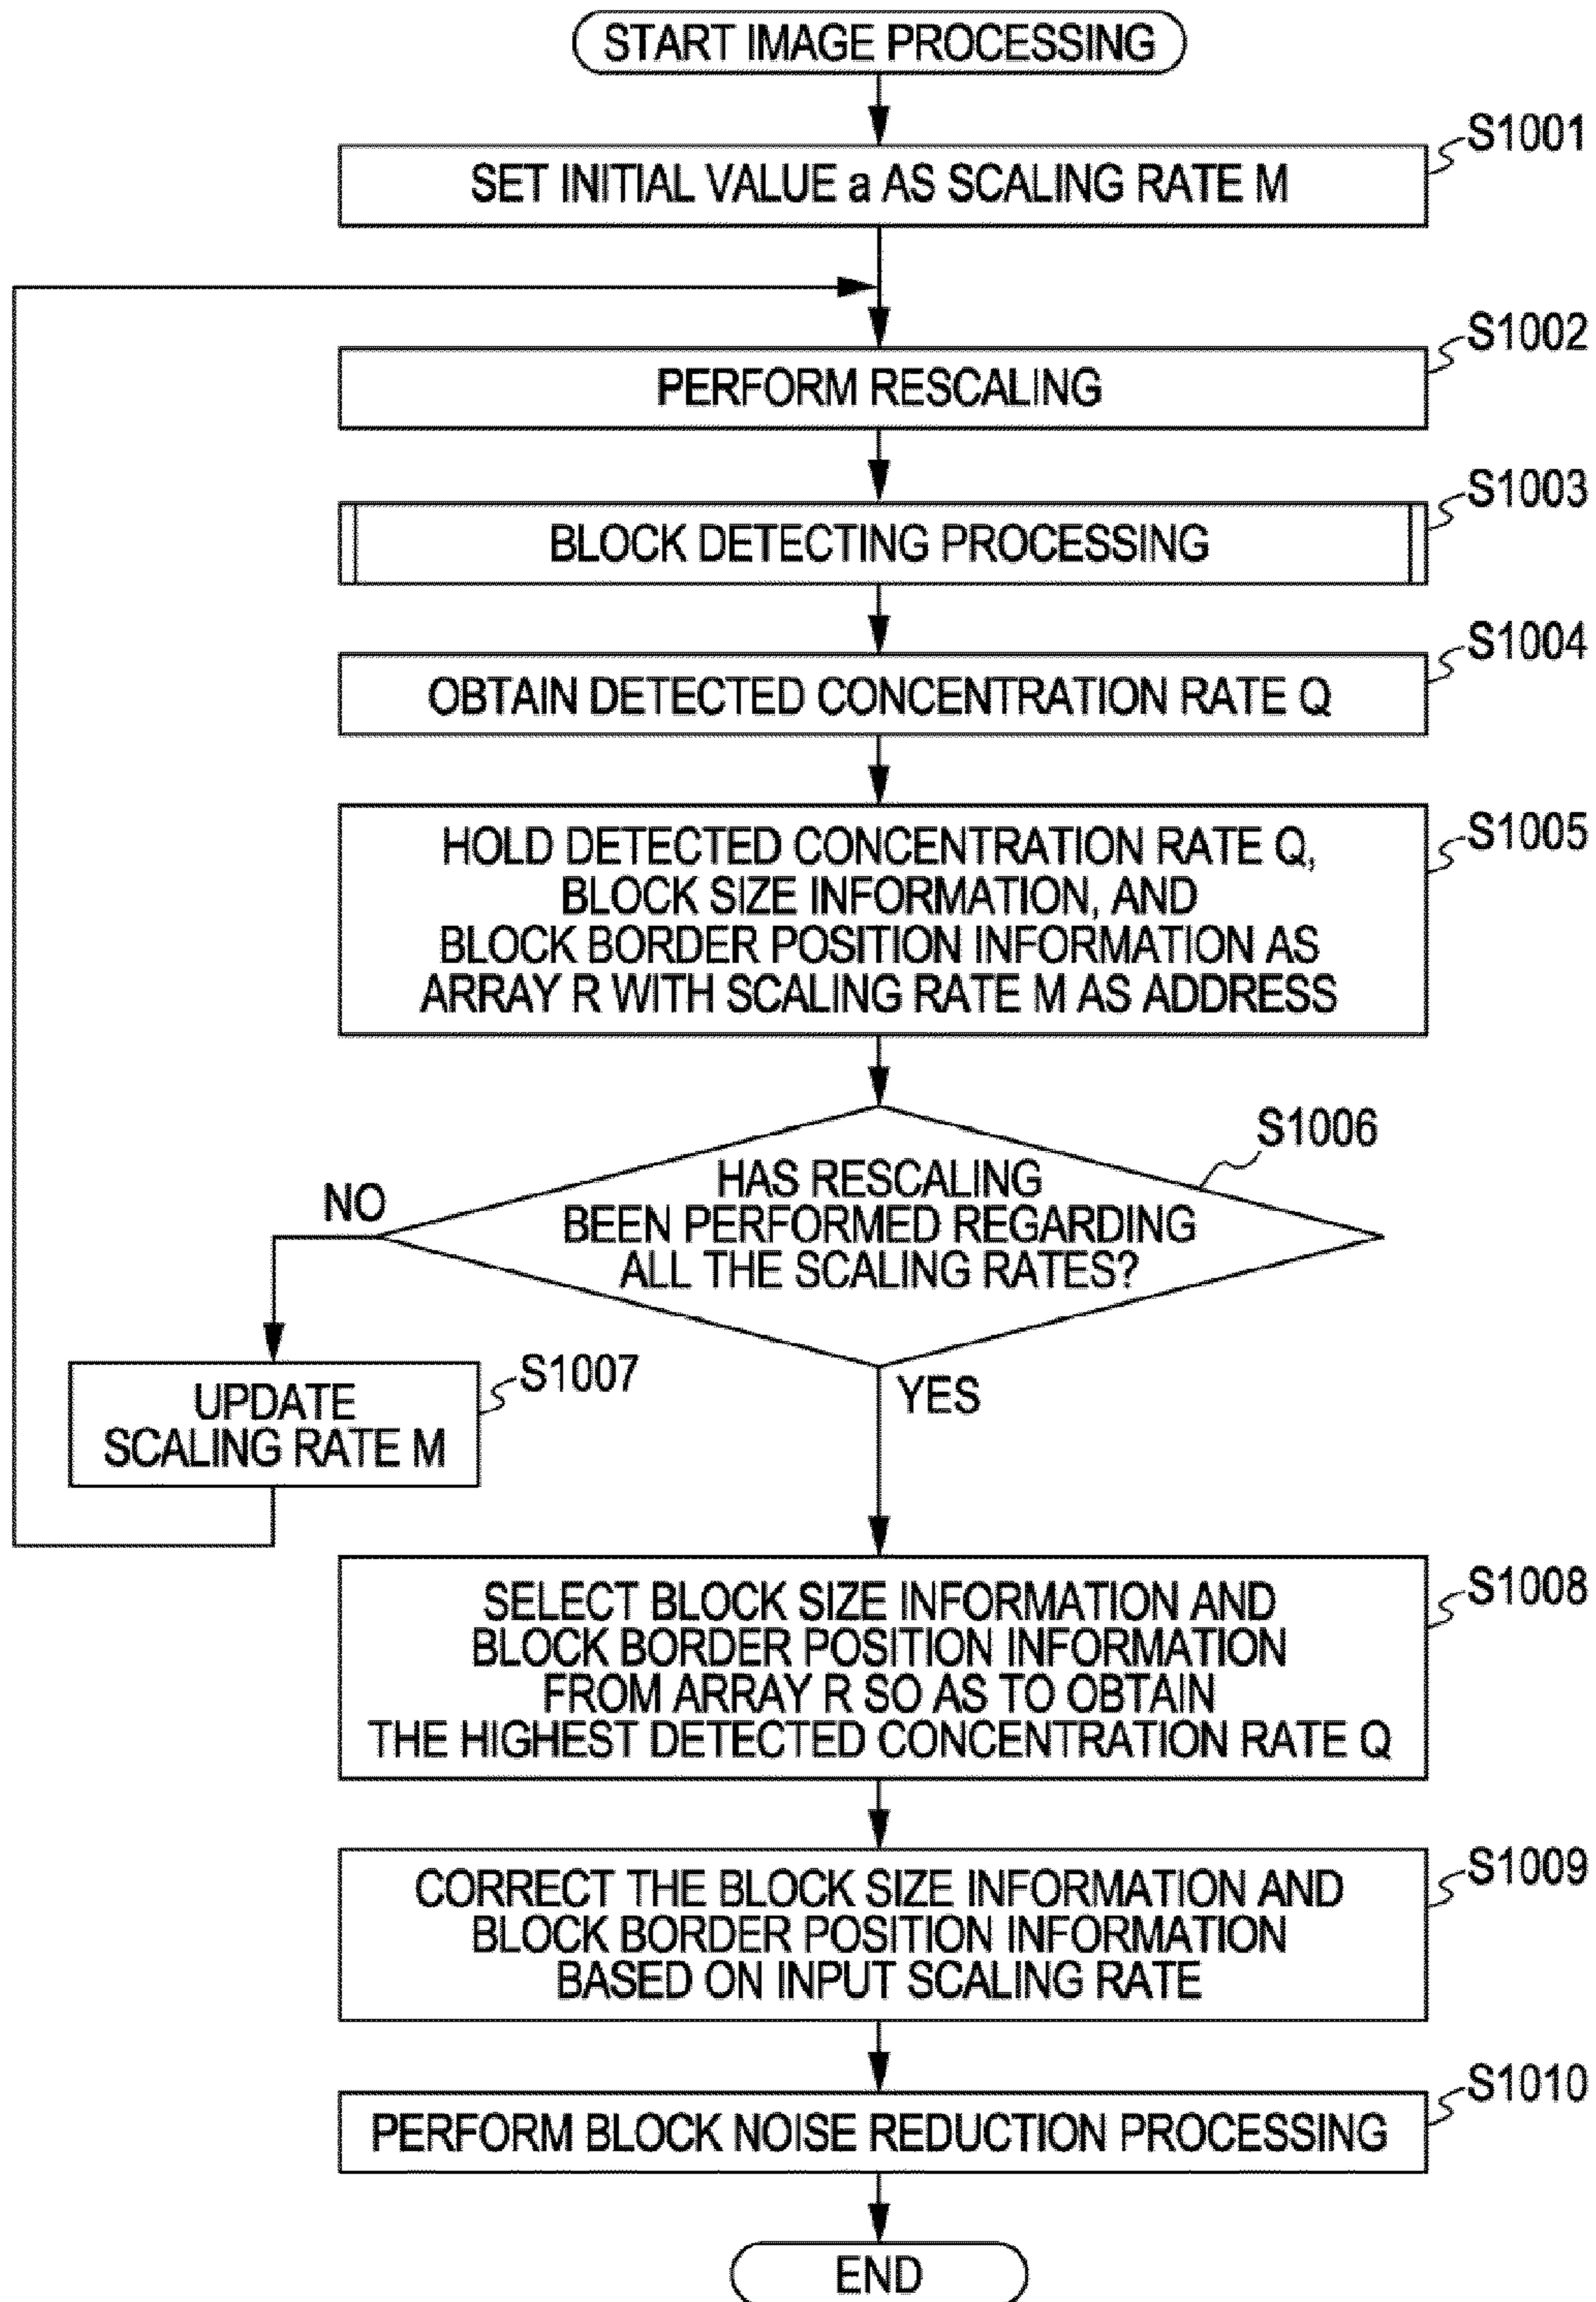 START IMAGE PROCESSING
S1001
SET INITIAL VALUE a AS SCALING RATE M
S1002
PERFORM RESCALING
S1003
BLOCK DETECTING PROCESSING
S1004
OBTAIN DETECTED CONCENTRATION RATE Q
S1005
HOLD DETECTED CONCENTRATION RATE Q,
BLOCK SIZE INFORMATION, AND
BLOCK BORDER POSITION INFORMATION AS
ARRAY R WITH SCALING RATE M AS ADDRESS
S1006
HAS RESCALING
BEEN PERFORMED REGARDING
ALL THE SCALING RATES?
NO
S1007
UPDATE
SCALING RATE M
YES
S1008
SELECT BLOCK SIZE INFORMATION AND
BLOCK BORDER POSITION INFORMATION
FROM ARRAY R SO AS TO OBTAIN
THE HIGHEST DETECTED CONCENTRATION RATE Q
S1009
CORRECT THE BLOCK SIZE INFORMATION AND
BLOCK BORDER POSITION INFORMATION
BASED ON INPUT SCALING RATE
S1010
PERFORM BLOCK NOISE REDUCTION PROCESSING
END